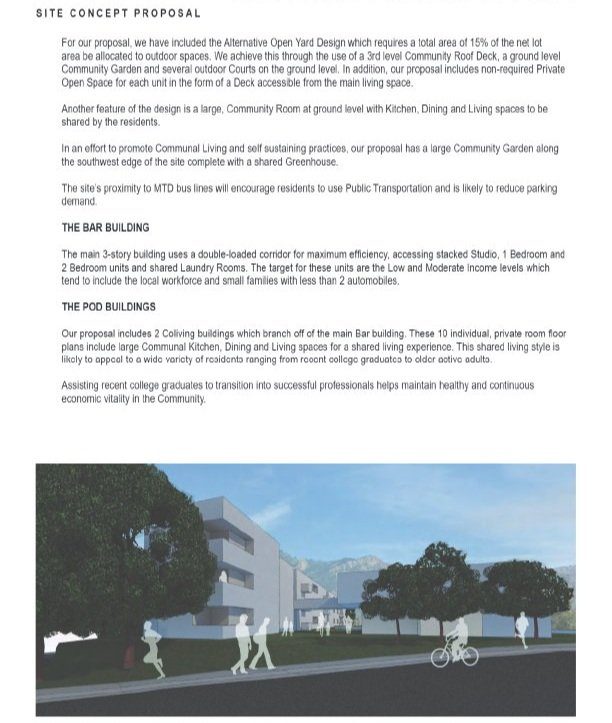 SITE CONCEPT PROPOSAL
For our proposal, we have included the Alternative Open Yard Design which requires a total area of 15% of the net lot
area be allocated to outdoor spaces. We achieve this through the use of a 3rd level Community Roof Deck, a ground level
Community Garden and several outdoor Courts on the ground level. In addition, our proposal includes non-required Private
Open Space for each unit in the form of a Deck accessible from the main living space.
Another feature of the design is a large, Community Room at ground level with Kitchen, Dining and Living spaces to be
shared by the residents.
In an effort to promote Communal Living and self sustaining practices, our proposal has a large Community Garden along
the southwest edge of the site complete with a shared Greenhouse.
The site's proximity to MTD bus lines will encourage residents to use Public Transportation and is likely to reduce parking
demand.
THE BAR BUILDING
The main 3-story building uses a double-loaded corridor for maximum efficiency, accessing stacked Studio, 1 Bedroom and
2 Bedroom units and shared Laundry Rooms. The target for these units are the Low and Moderate Income levels which
tend to include the local workforce and small families with less than 2 automobiles.
THE POD BUILDINGS
Our proposal includes 2 Coliving buildings which branch off of the main Bar building. These 10 individual, private room floor
plans include large Communal Kitchen, Dining and Living spaces for a shared living experience. This shared living style is
likely to appeal to a wide variety of residents ranging from recent college graduates to older active adults.
Assisting recent college graduates to transition into successful professionals helps maintain healthy and continuous
economic vitality in the Community.